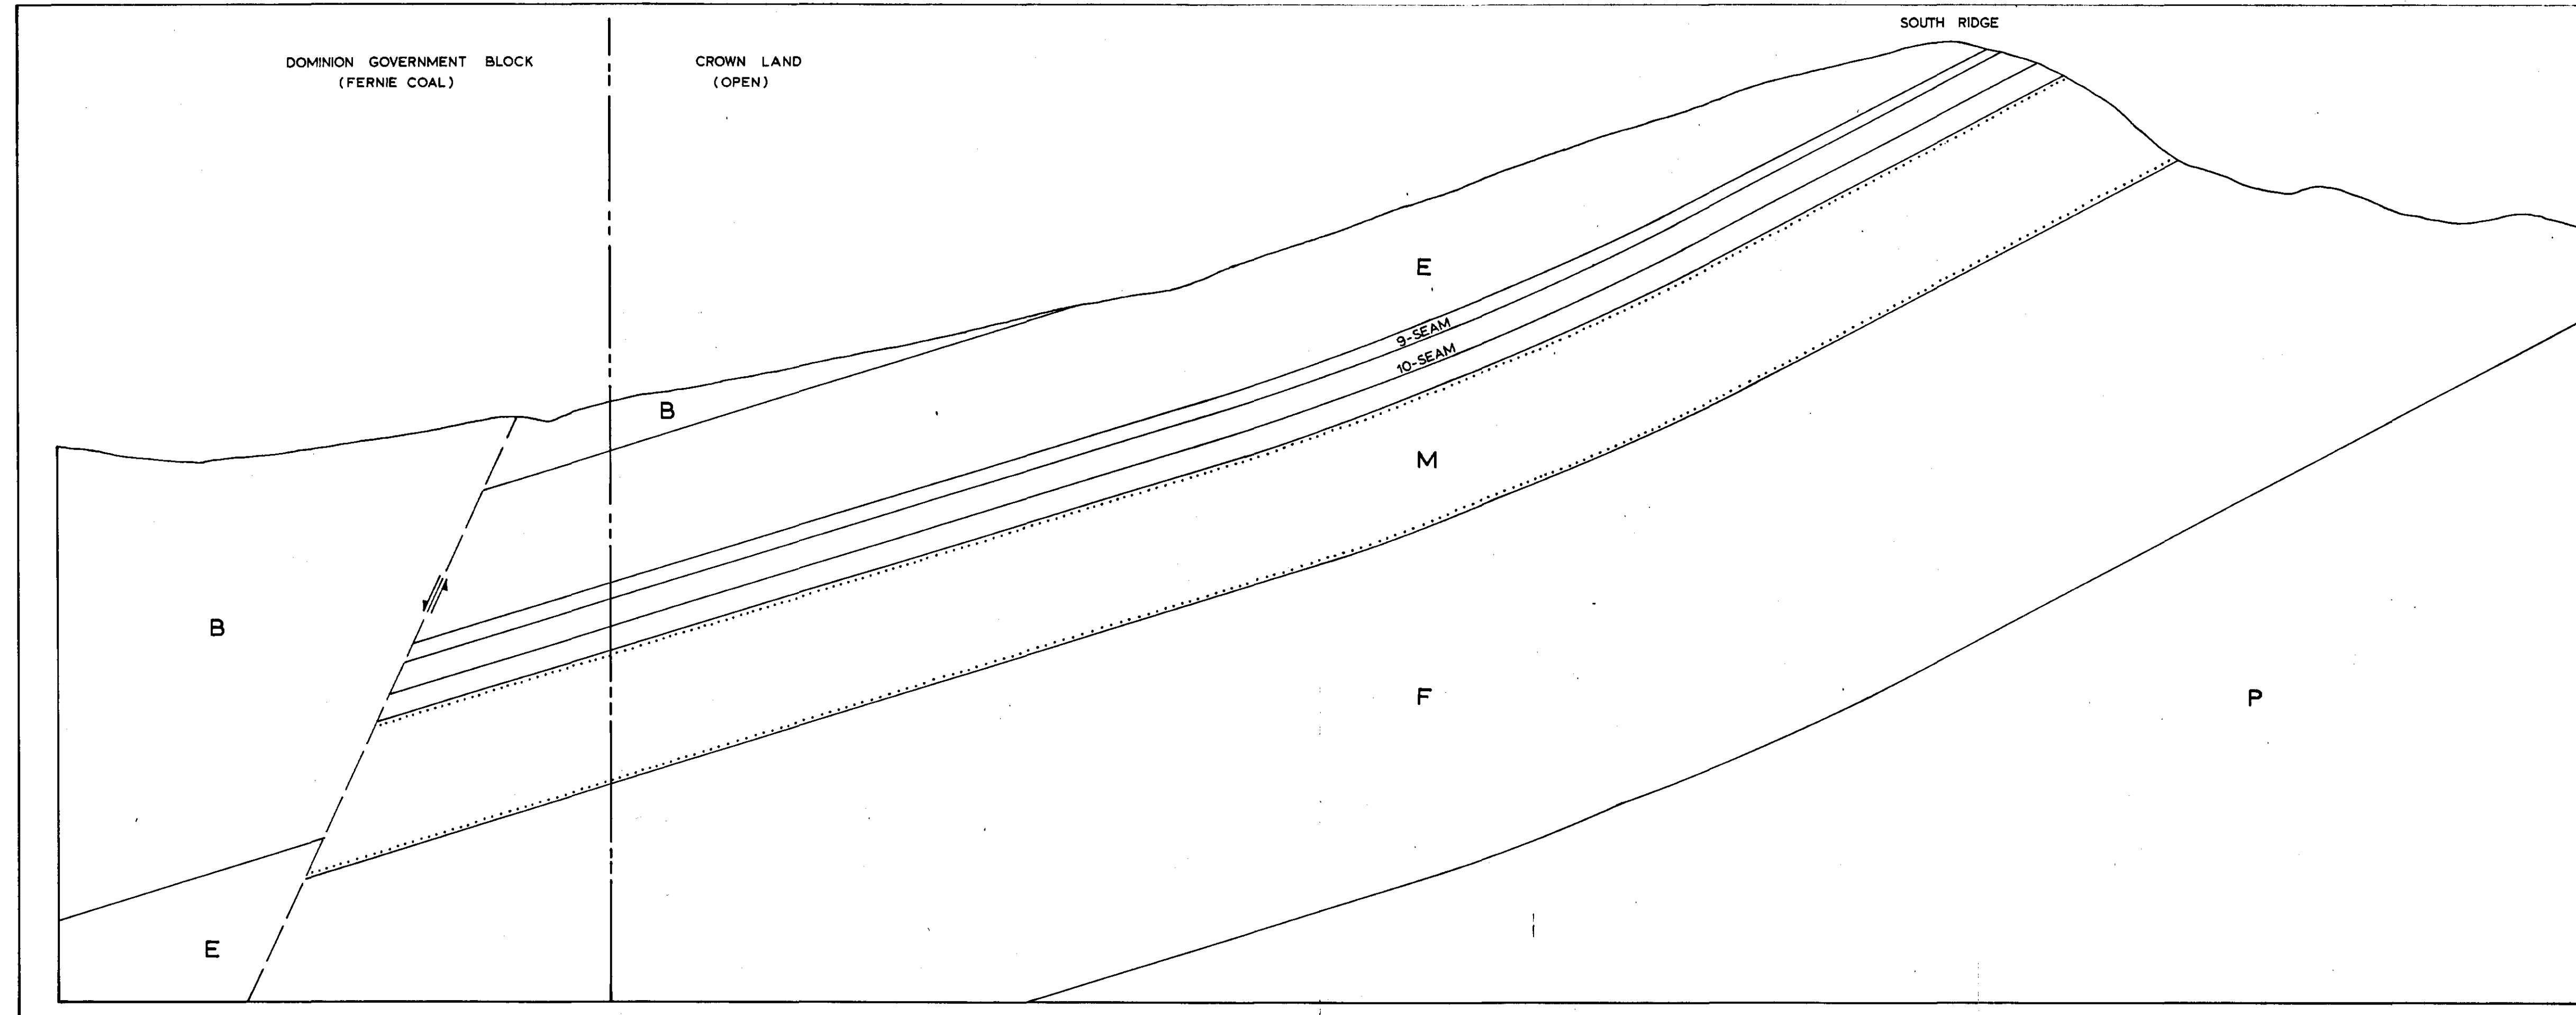 SOUTH RIDGE
DOMINION GOVERNMENT BLOCK
(FERNIE COAL)
CROWN LAND
(OPEN)
E
9-SEAM
10-SEAM
B
M
B
F
P
E